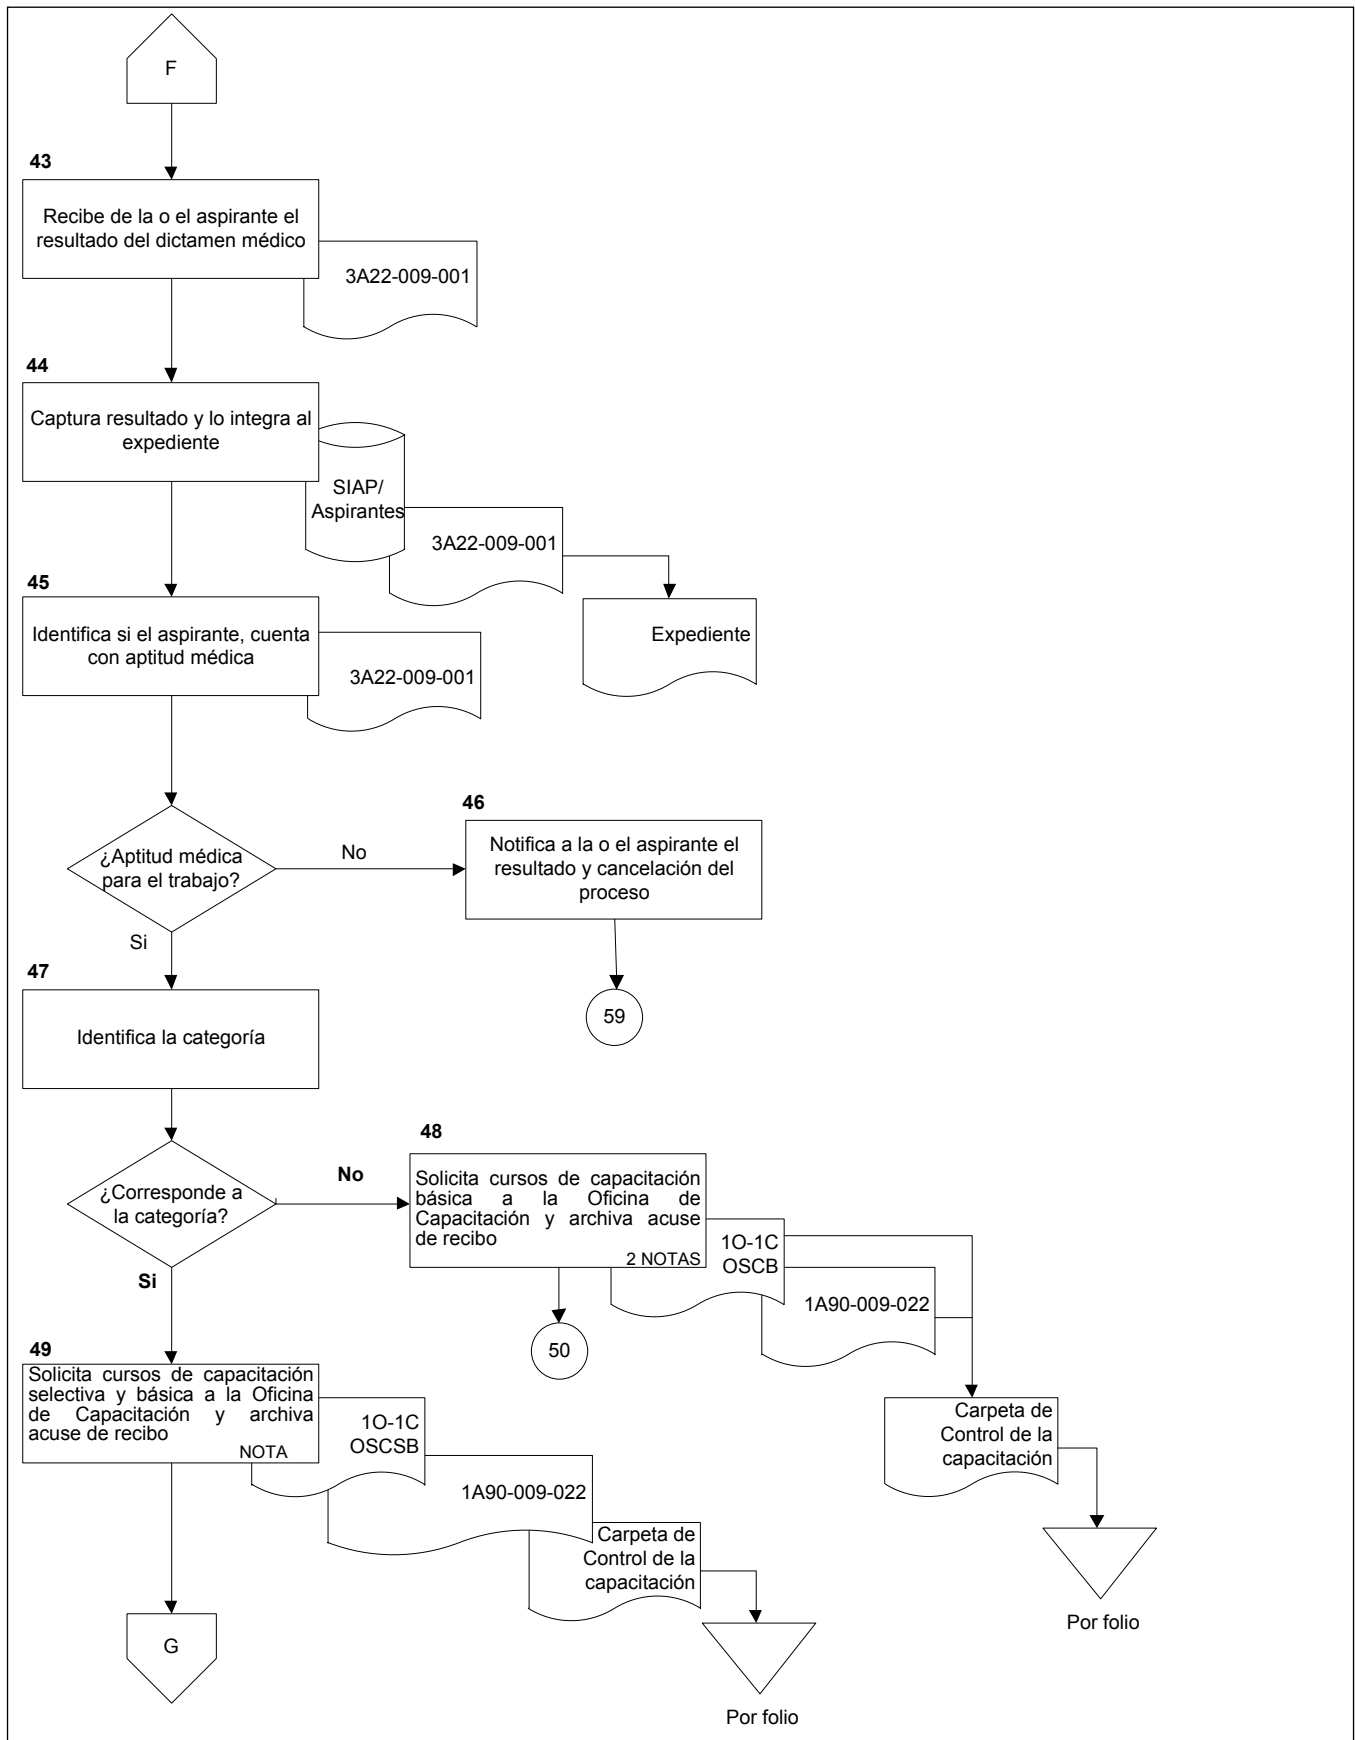 F
43
Recibe de la o el aspirante el
resultado del dictamen médico
3A22-009-001
44
Captura resultado y lo integra al
expediente
SIAP/
Aspirantes
3A22-009-001
Expediente
45
Identifica si el aspirante, cuenta
con aptitud médica
3A22-009-001
¿Aptitud médica
para el trabajo?
No
Si
46
Notifica a la o el aspirante el
resultado y cancelación del
proceso
59
47
Identifica la categoría
¿Corresponde a
la categoría?
No
Si
48
Solicita cursos de capacitación
básica a la Oficina de
Capacitación y archiva acuse
de recibo
2 NOTAS
1O-1C
OSCB
1A90-009-022
50
Carpeta de
Control de la
capacitación
Por folio
49
Solicita cursos de capacitación
selectiva y básica a la Oficina
de Capacitación y archiva
acuse de recibo
NOTA
1O-1C
OSCSB
1A90-009-022
Carpeta de
Control de la
capacitación
Por folio
G